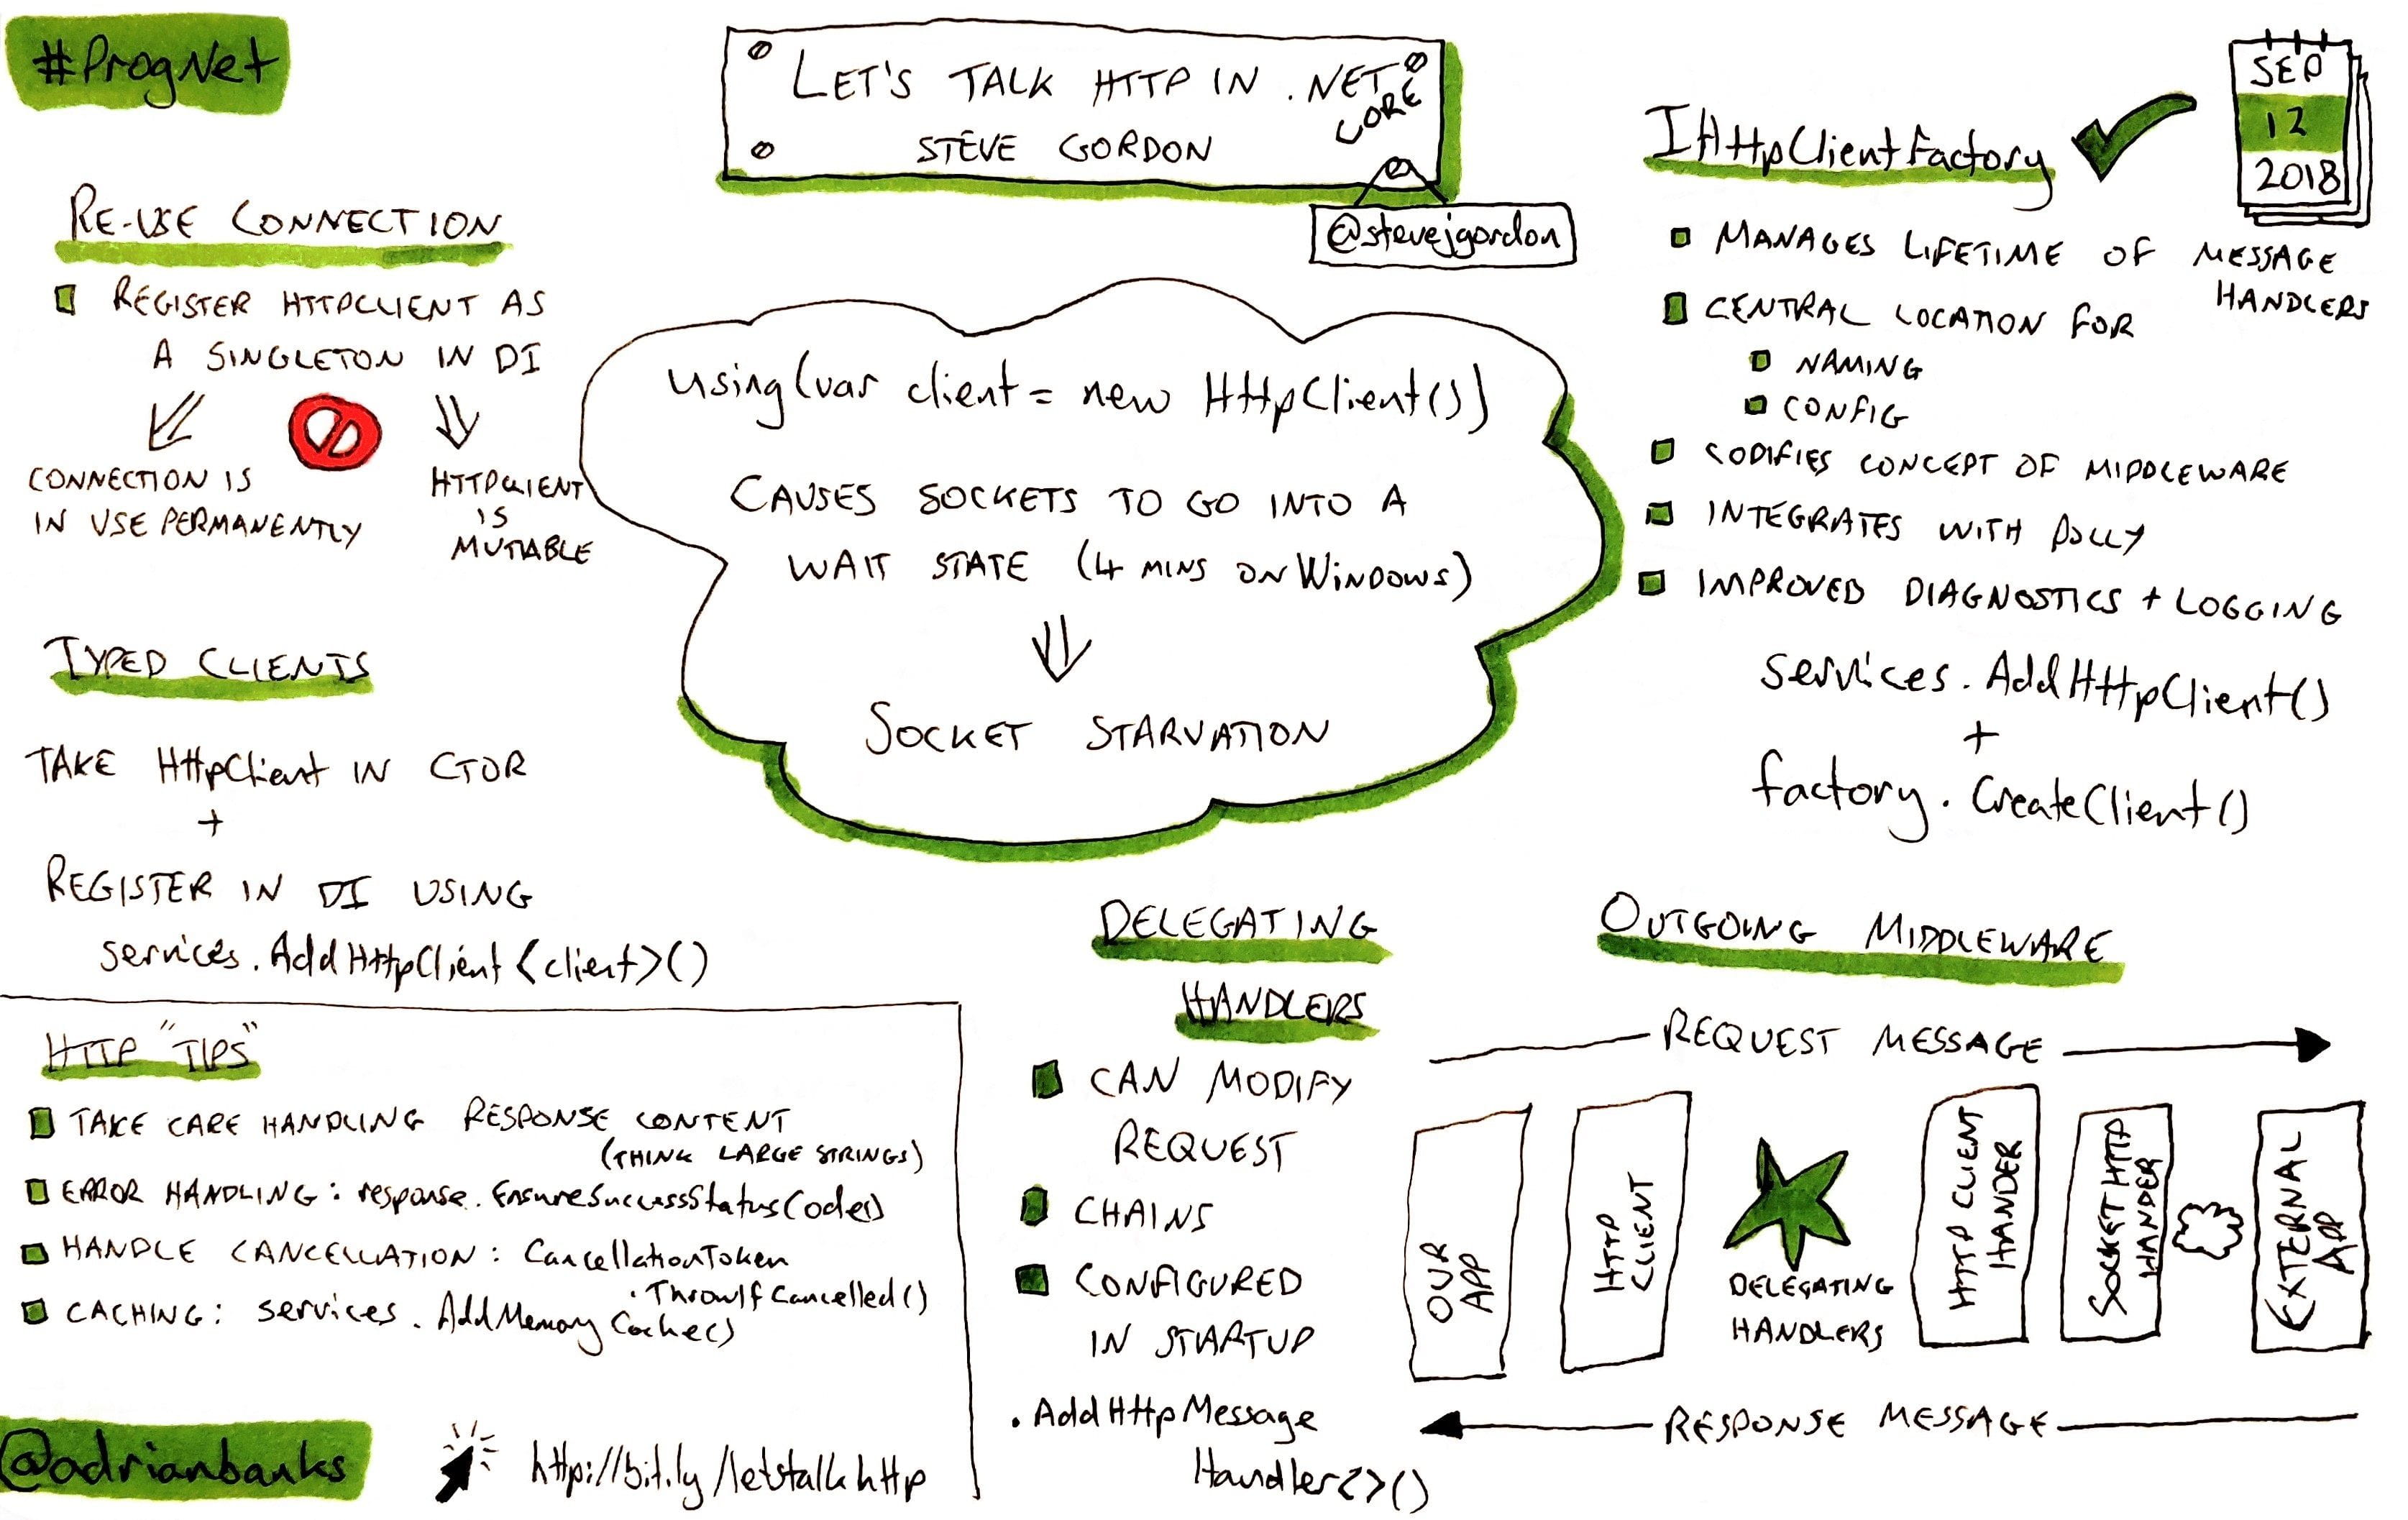 #ProgNet
LET'S TALK HTTP IN .NET
CORE
STEVE GORDON
@stevejgordon
SEP
12
2018
RE-USE CONNECTION
REGISTER HTTPCLIENT AS
A SINGLETON IN DI
CONNECTION IS
IN USE PERMANENTLY
HTTPCLIENT
IS
MUTABLE
TYPED CLIENTS
TAKE HttpClient IN CTOR
+
REGISTER IN DI USING
services.AddHttpClient<client>()
using(var client = new HttpClient())
CAUSES SOCKETS TO GO INTO A
WAIT STATE (4 MINS ON WINDOWS)
SOCKET STARVATION
IHttpClientFactory
MANAGES LIFETIME OF MESSAGE
HANDLERS
CENTRAL LOCATION FOR
NAMING
CONFIG
CODIFIES CONCEPT OF MIDDLEWARE
INTEGRATES WITH POLLY
IMPROVED DIAGNOSTICS + LOGGING
services.AddHttpClient()
+
factory.CreateClient()
HTTP "TIPS"
TAKE CARE HANDLING RESPONSE CONTENT
(THINK LARGE STRINGS)
ERROR HANDLING: response.EnsureSuccessStatusCode()
HANDLE CANCELLATION: CancellationToken
.ThrowIfCancelled()
CACHING: services.AddMemoryCache()
@adrianbanks
http://bit.ly/letstalkhttp
DELEGATING
HANDLERS
CAN MODIFY
REQUEST
CHAINS
CONFIGURED
IN STARTUP
.AddHttpMessage
Handler<>()
OUTGOING MIDDLEWARE
REQUEST MESSAGE
OUR
APP
HTTP
CLIENT
DELEGATING
HANDLERS
HTTP CLIENT
HANDER
SOCKET HTTP
HANDER
EXTERNAL
APP
RESPONSE MESSAGE